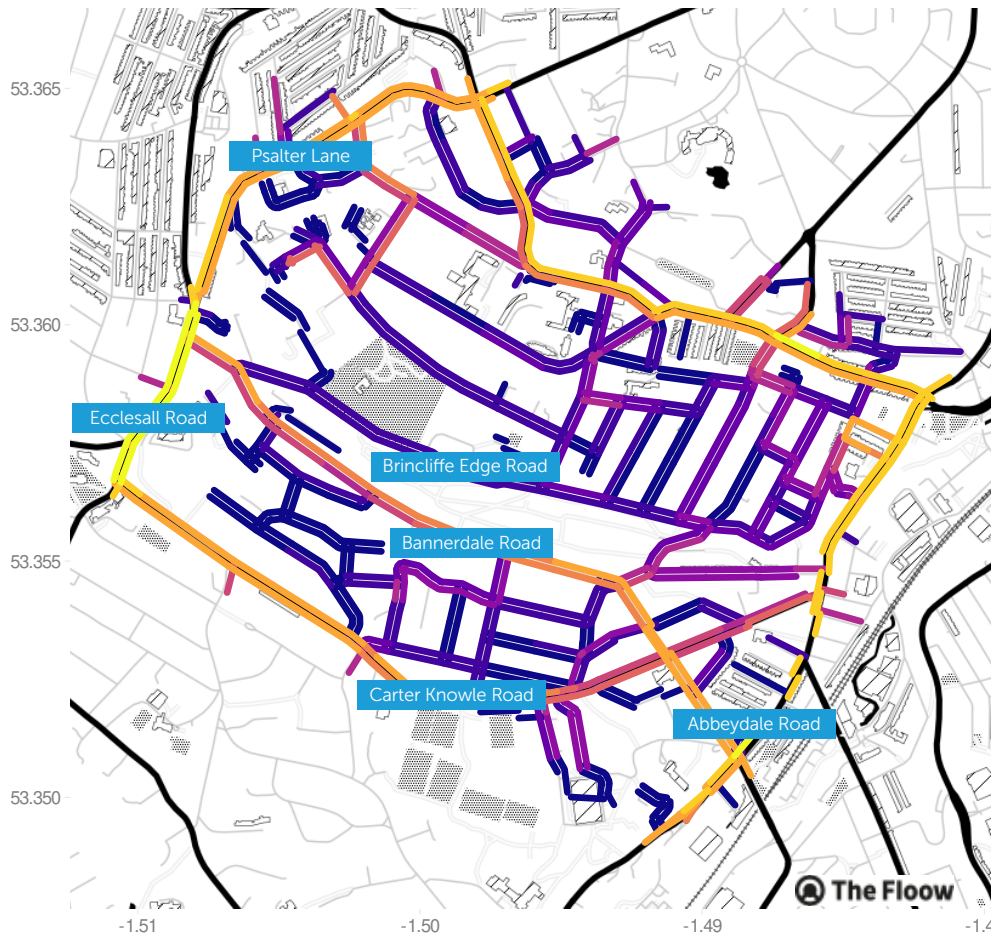 53.365
Psalter Lane
53.360
Ecclesall Road
Brincliffe Edge Road
Bannerdale Road
53.355
Carter Knowle Road
Abbeydale Road
53.350
The Floow
-1.51
-1.50
-1.49